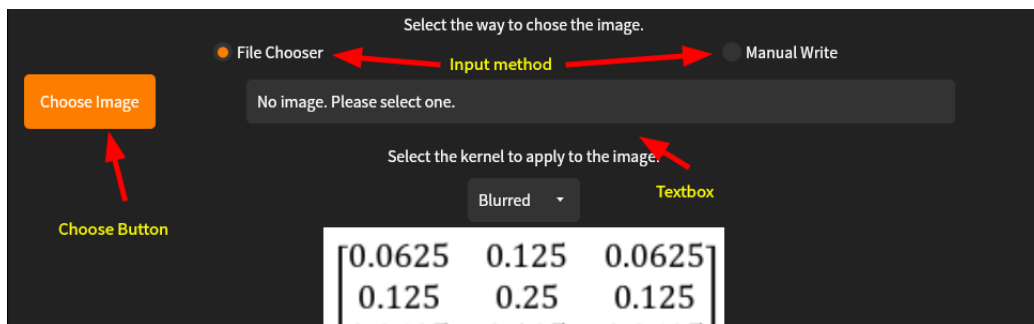 Select the way to chose the image.
File Chooser
Input method
Manual Write
Choose Image
No image. Please select one.
Select the kernel to apply to the image.
Blurred
Textbox
Choose Button
0.0625 0.125 0.0625
0.125 0.25 0.125